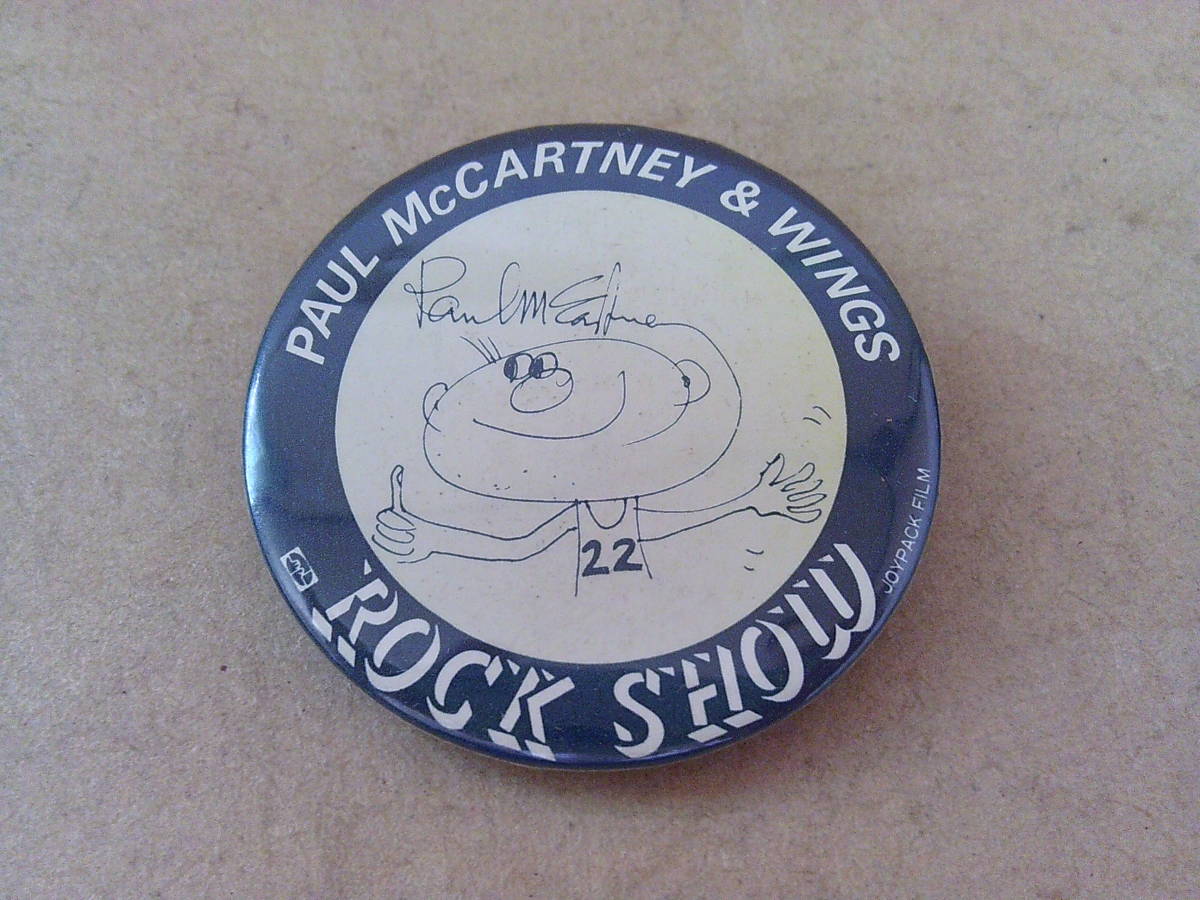 PAUL McCARTNEY & WINGS
Paul McCartney
22
ROCK SHOW
JOYPACK FILM